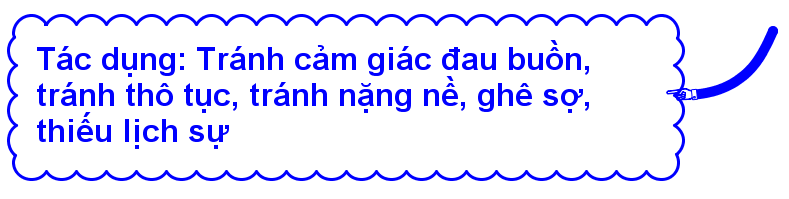 Tác dụng: Tránh cảm giác đau buồn,
tránh thô tục, tránh nặng nề, ghê sợ,
thiếu lịch sự